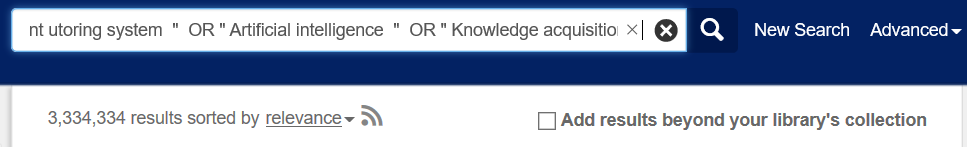 nt utoring system " OR " Artificial intelligence " OR " Knowledge acquisitio New Search Advanced
3,334,334 results sorted by relevance Add results beyond your library's collection